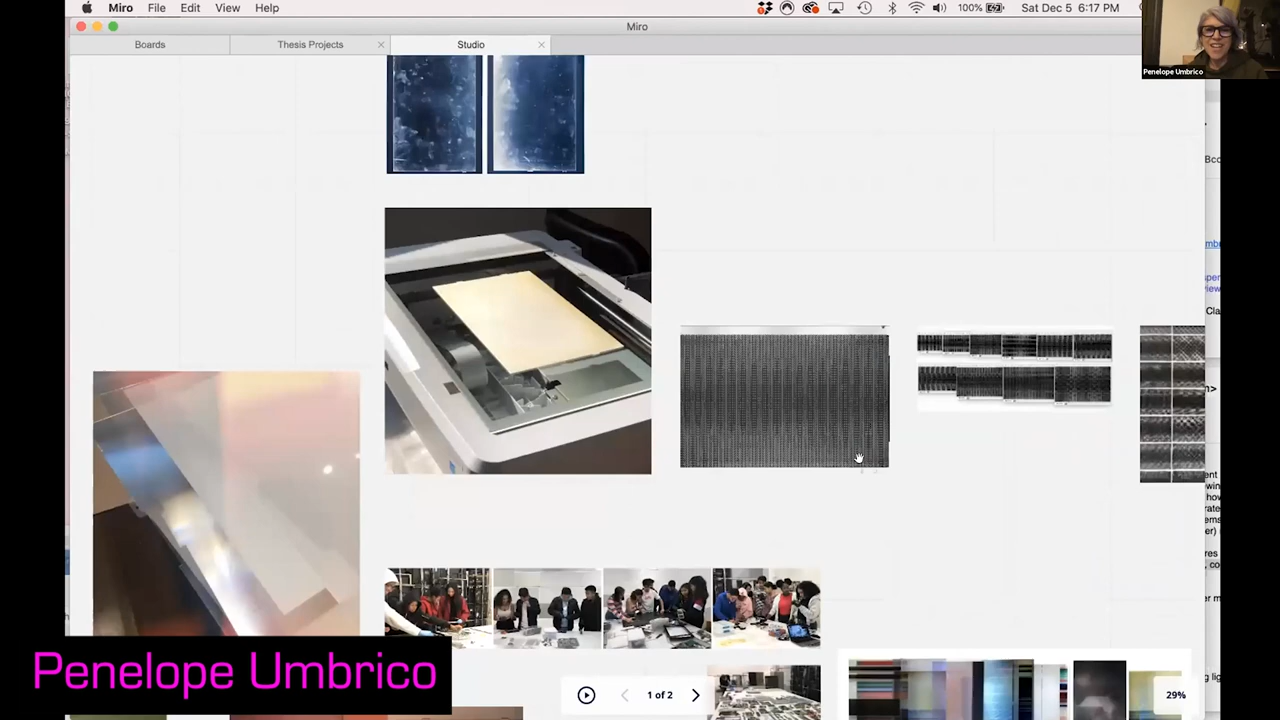 Miro File Edit View Help 100% Sat Dec 5 6:17 PM
Miro
Boards Thesis Projects Studio
Penelope Umbrico
Penelope Umbrico
1 of 2
29%